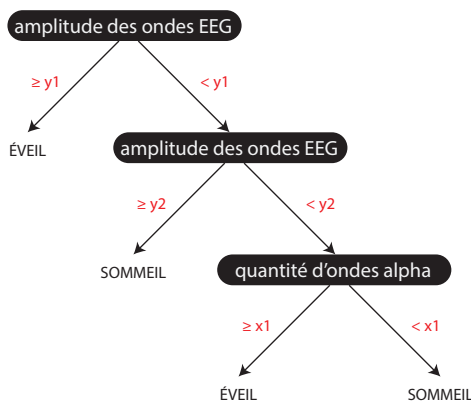 amplitude des ondes EEG
≥ y1
< y1
ÉVEIL
amplitude des ondes EEG
≥ y2
< y2
SOMMEIL
quantité d'ondes alpha
≥ x1
< x1
ÉVEIL
SOMMEIL